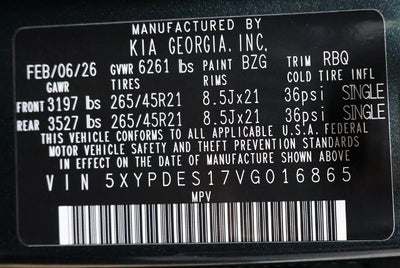 MANUFACTURED BY
KIA GEORGIA, INC.
FEB/06/26 GVWR 6261 lbs PAINT BZG TRIM RBQ
GAWR TIRES RIMS COLD TIRE INFL
FRONT 3197 lbs 265/45R21 8.5Jx21 36psi SINGLE
REAR 3527 lbs 265/45R21 8.5Jx21 36psi SINGLE
THIS VEHICLE CONFORMS TO ALL APPLICABLE U.S.A. FEDERAL
MOTOR VEHICLE SAFETY AND THEFT PREVENTION STANDARDS
IN EFFECT ON THE DATE OF MANUFACTURE SHOWN ABOVE.
VIN 5XYPDES17VG016865
MPV